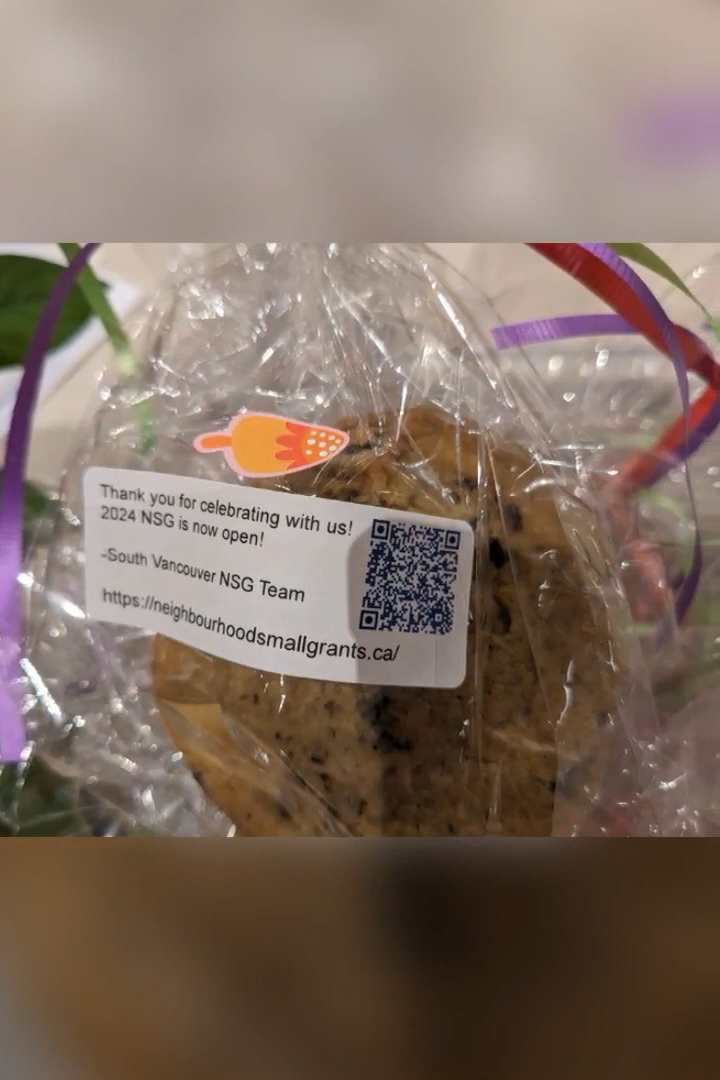 Thank you for celebrating with us!
2024 NSG is now open!
-South Vancouver NSG Team
https://neighbourhoodsmallgrants.ca/